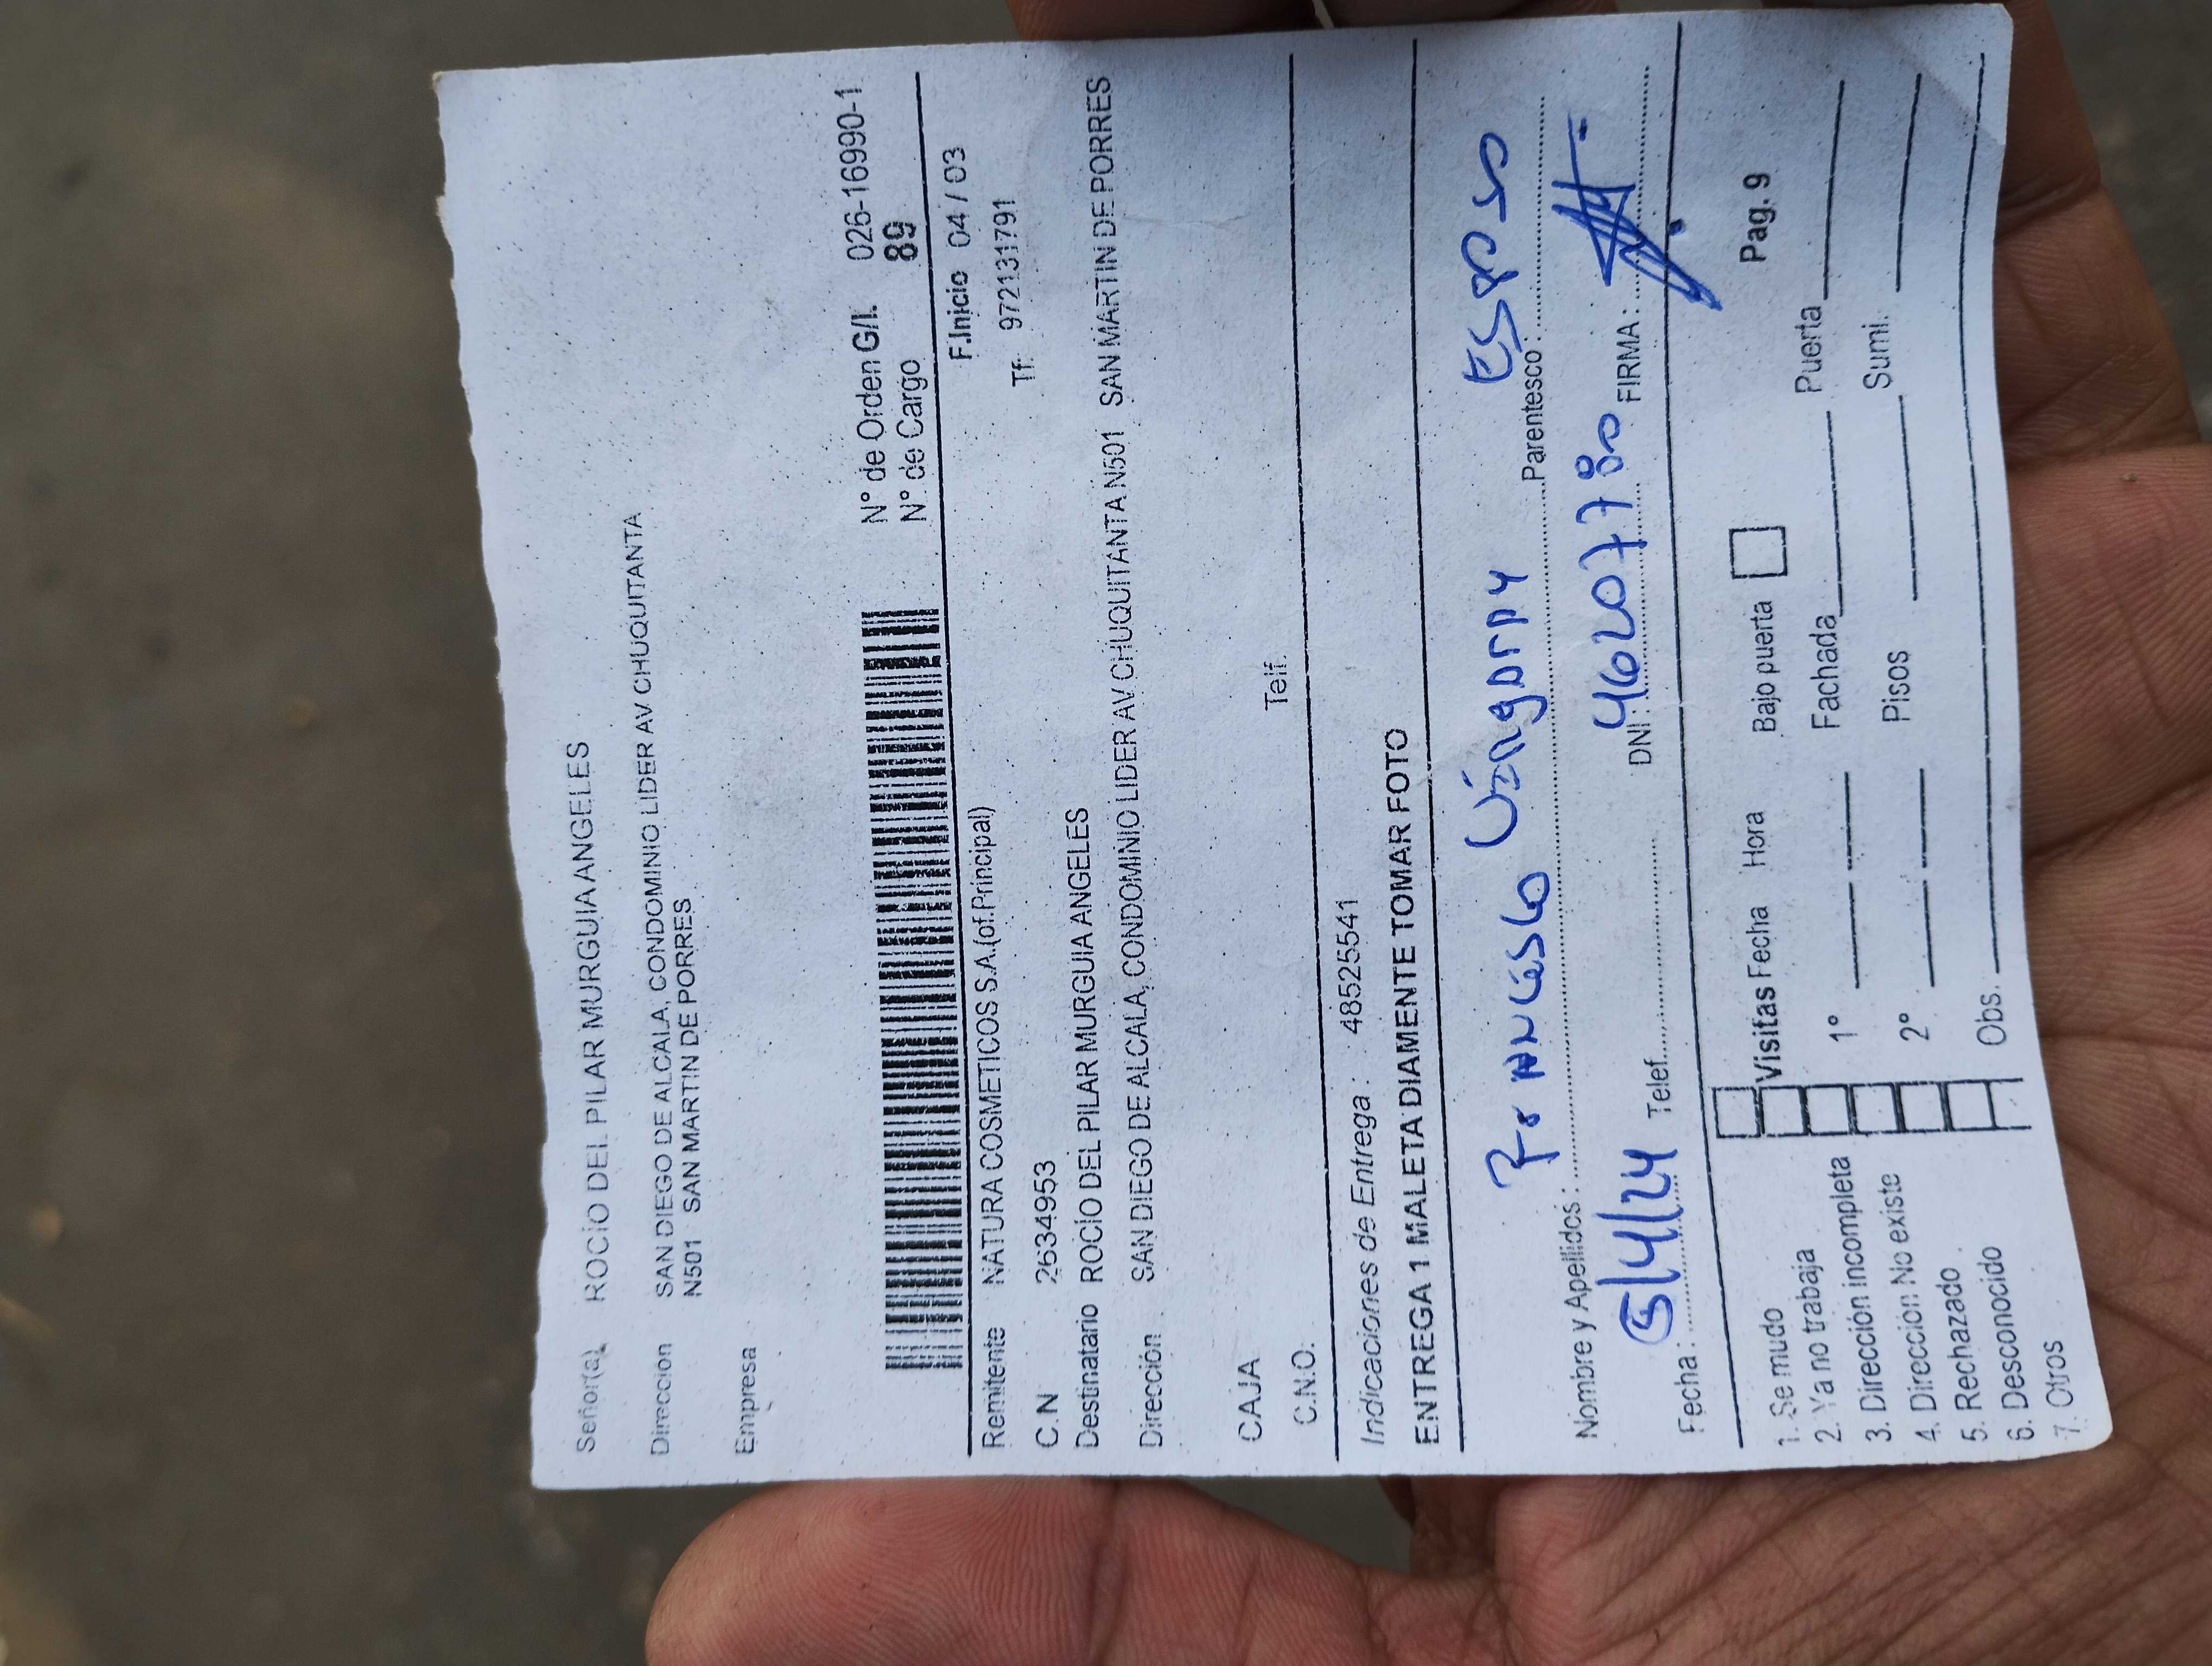 Señor(a) ROCÍO DEL PILAR MURGUIA ANGELES
Dirección SAN DIEGO DE ALCALA, CONDOMINIO LIDER AV CHUQUITANTA
N501 SAN MARTIN DE PORRES
Empresa
N° de Orden G/I. 026-16990-1
N° de Cargo 89
F.Inicio 04 / 03
Remitente NATURA COSMETICOS S.A.(of.Principal) Tf: 972131791
C.N 2634953
Destinatario ROCÍO DEL PILAR MURGUIA ANGELES
Dirección SAN DIEGO DE ALCALA, CONDOMINIO LIDER AV CHUQUITANTA N501 SAN MARTIN DE PORRES
CAJA
C.N.O: Telf.
Indicaciones de Entrega : 48525541
ENTREGA 1 MALETA DIAMENTE TOMAR FOTO
Nombre y Apellidos : Parentesco : Esposo
Fecha : 5/4/24 Telef. DNI : 46207780 FIRMA :
1. Se mudo
2. Ya no trabaja
3. Dirección incompleta
4. Direccion No existe
5. Rechazado
6. Desconocido
7. Otros
Visitas Fecha Hora Bajo puerta Pag. 9
1° Fachada Puerta
2° Pisos Sumi.
Obs.